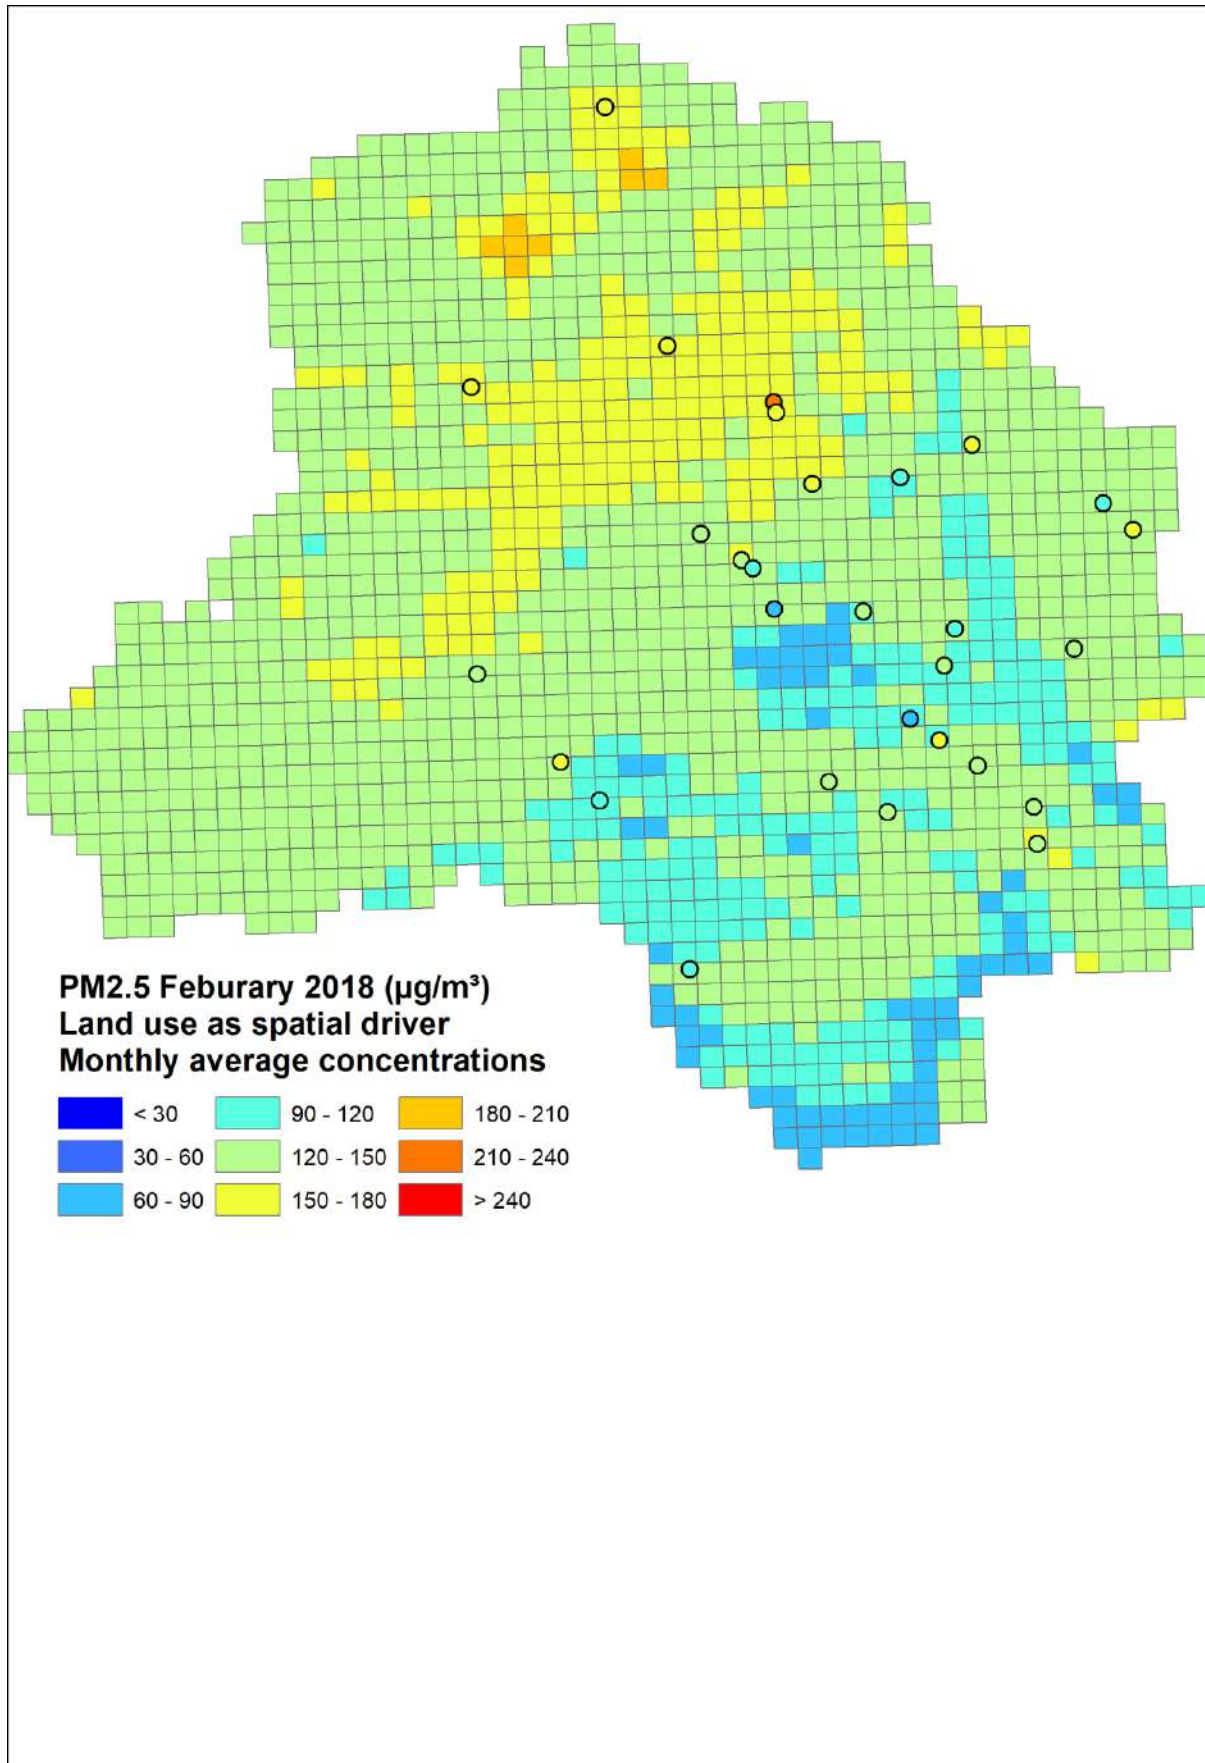 PM2.5 Feburary 2018 (µg/m³)
Land use as spatial driver
Monthly average concentrations
< 30
90 - 120
180 - 210
30 - 60
120 - 150
210 - 240
60 - 90
150 - 180
> 240